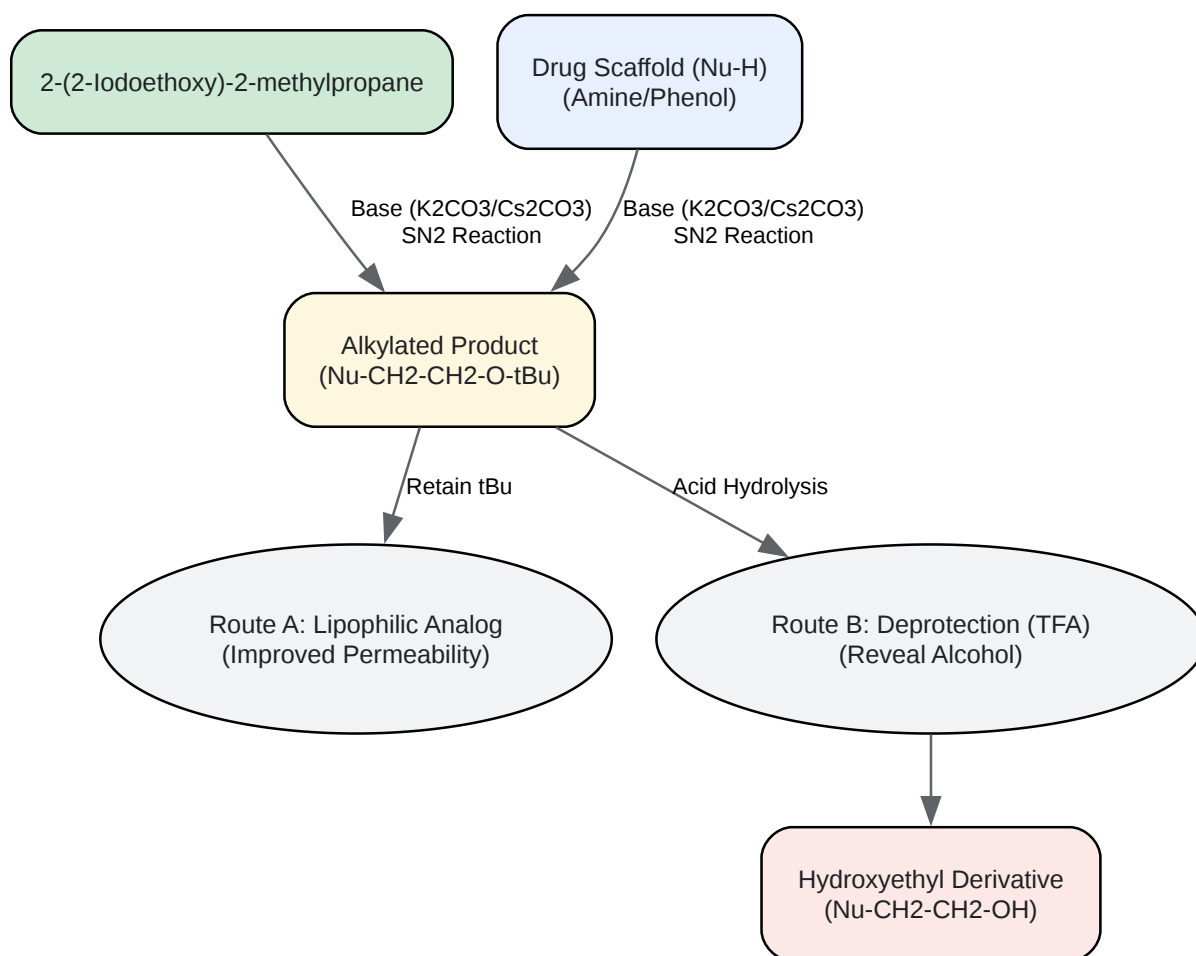 2-(2-Iodoethoxy)-2-methylpropane
Drug Scaffold (Nu-H)
(Amine/Phenol)
Base (K2CO3/Cs2CO3)
SN2 Reaction
Base (K2CO3/Cs2CO3)
SN2 Reaction
Alkylated Product
(Nu-CH2-CH2-O-tBu)
Retain tBu
Acid Hydrolysis
Route A: Lipophilic Analog
(Improved Permeability)
Route B: Deprotection (TFA)
(Reveal Alcohol)
Hydroxyethyl Derivative
(Nu-CH2-CH2-OH)